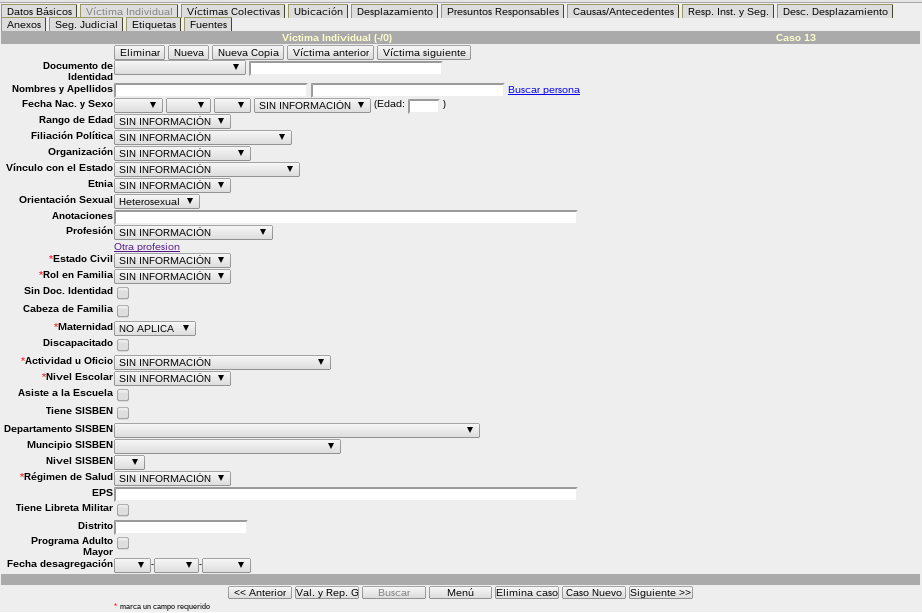 Datos Básicos Víctima Individual Víctimas Colectivas Ubicación Desplazamiento Presuntos Responsables Causas/Antecedentes Resp. Inst. y Seg. Desc. Desplazamiento
Anexos Seg. Judicial Etiquetas Fuentes
Víctima Individual (-/0) Caso 13
Eliminar Nueva Nueva Copia Víctima anterior Víctima siguiente
Documento de
Identidad
Nombres y Apellidos Buscar persona
Fecha Nac. y Sexo SIN INFORMACIÓN (Edad: )
Rango de Edad SIN INFORMACIÓN
Filiación Política SIN INFORMACIÓN
Organización SIN INFORMACIÓN
Vínculo con el Estado SIN INFORMACIÓN
Etnia SIN INFORMACIÓN
Orientación Sexual Heterosexual
Anotaciones
Profesión SIN INFORMACIÓN
Otra profesion
*Estado Civil SIN INFORMACIÓN
*Rol en Familia SIN INFORMACIÓN
Sin Doc. Identidad
Cabeza de Familia
*Maternidad NO APLICA
Discapacitado
*Actividad u Oficio SIN INFORMACIÓN
*Nivel Escolar SIN INFORMACIÓN
Asiste a la Escuela
Tiene SISBEN
Departamento SISBEN
Muncipio SISBEN
Nivel SISBEN
*Régimen de Salud SIN INFORMACIÓN
EPS
Tiene Libreta Militar
Distrito
Programa Adulto
Mayor
Fecha desagregación - -
<< Anterior Val. y Rep. G Buscar Menú Elimina caso Caso Nuevo Siguiente >>
* marca un campo requerido